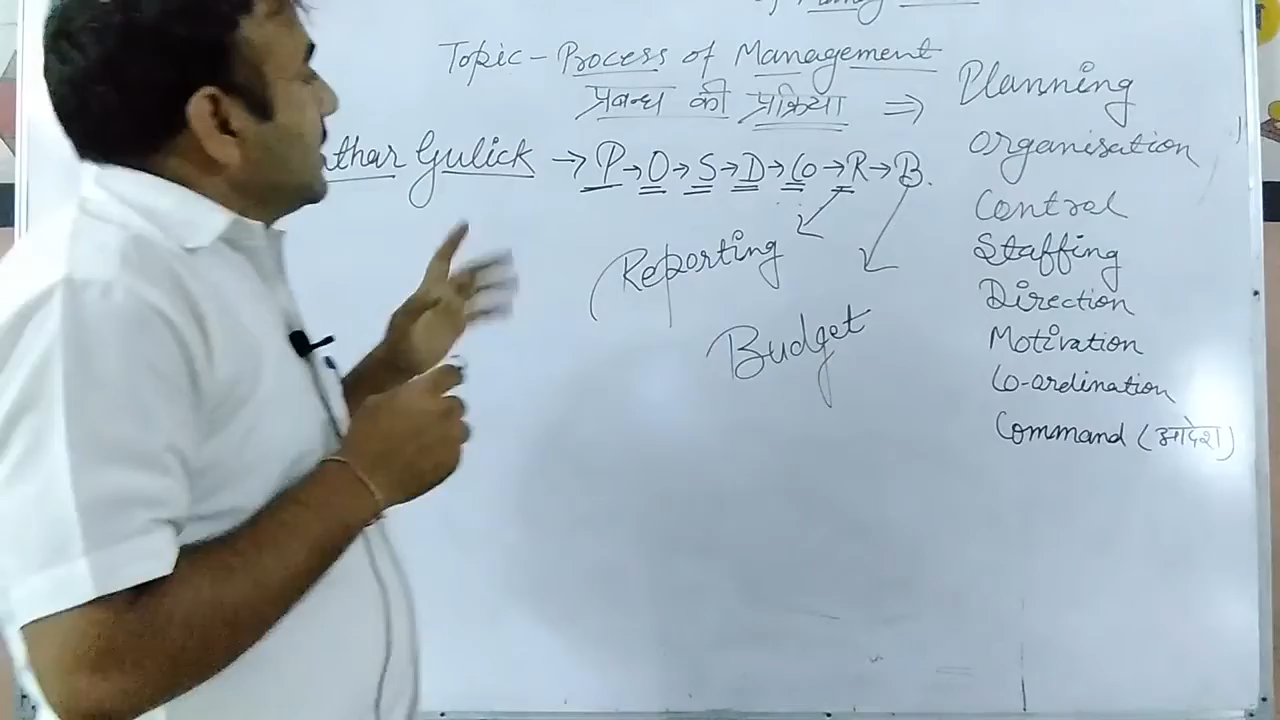 Topic - Process of Management
प्रबन्ध की प्रक्रिया ⇒
thar Gulick → P → O → S → D → Co → R → B.
Reporting
Budget
Planning
Organisation
Control
Staffing
Direction
Motivation
Co-ordination
Command (आदेश)